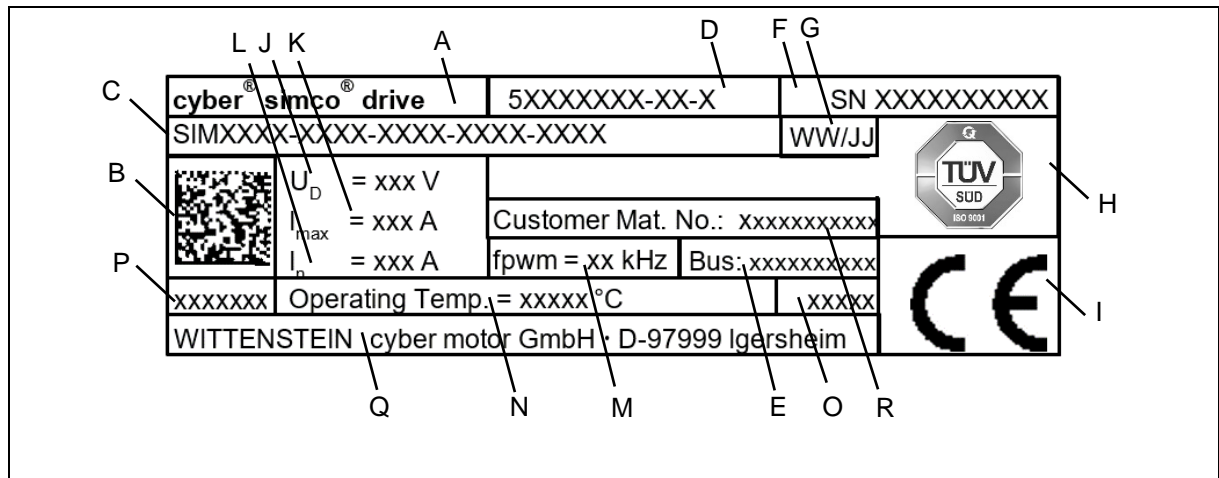 L J K A D F G
C cyber® simco® drive 5XXXXXXX-XX-X SN XXXXXXXXXX
SIMXXXX-XXXX-XXXX-XXXX-XXXX WW/JJ
B U_D = xxx V TÜV SÜD ISO 9001 H
I_max = xxx A Customer Mat. No.: Xxxxxxxxxxx
P I_n = xxx A fpwm = xx kHz Bus: xxxxxxxxxx CE I
xxxxxxx Operating Temp. = xxxxx °C xxxxx
WITTENSTEIN cyber motor GmbH · D-97999 Igersheim
Q N M E O R